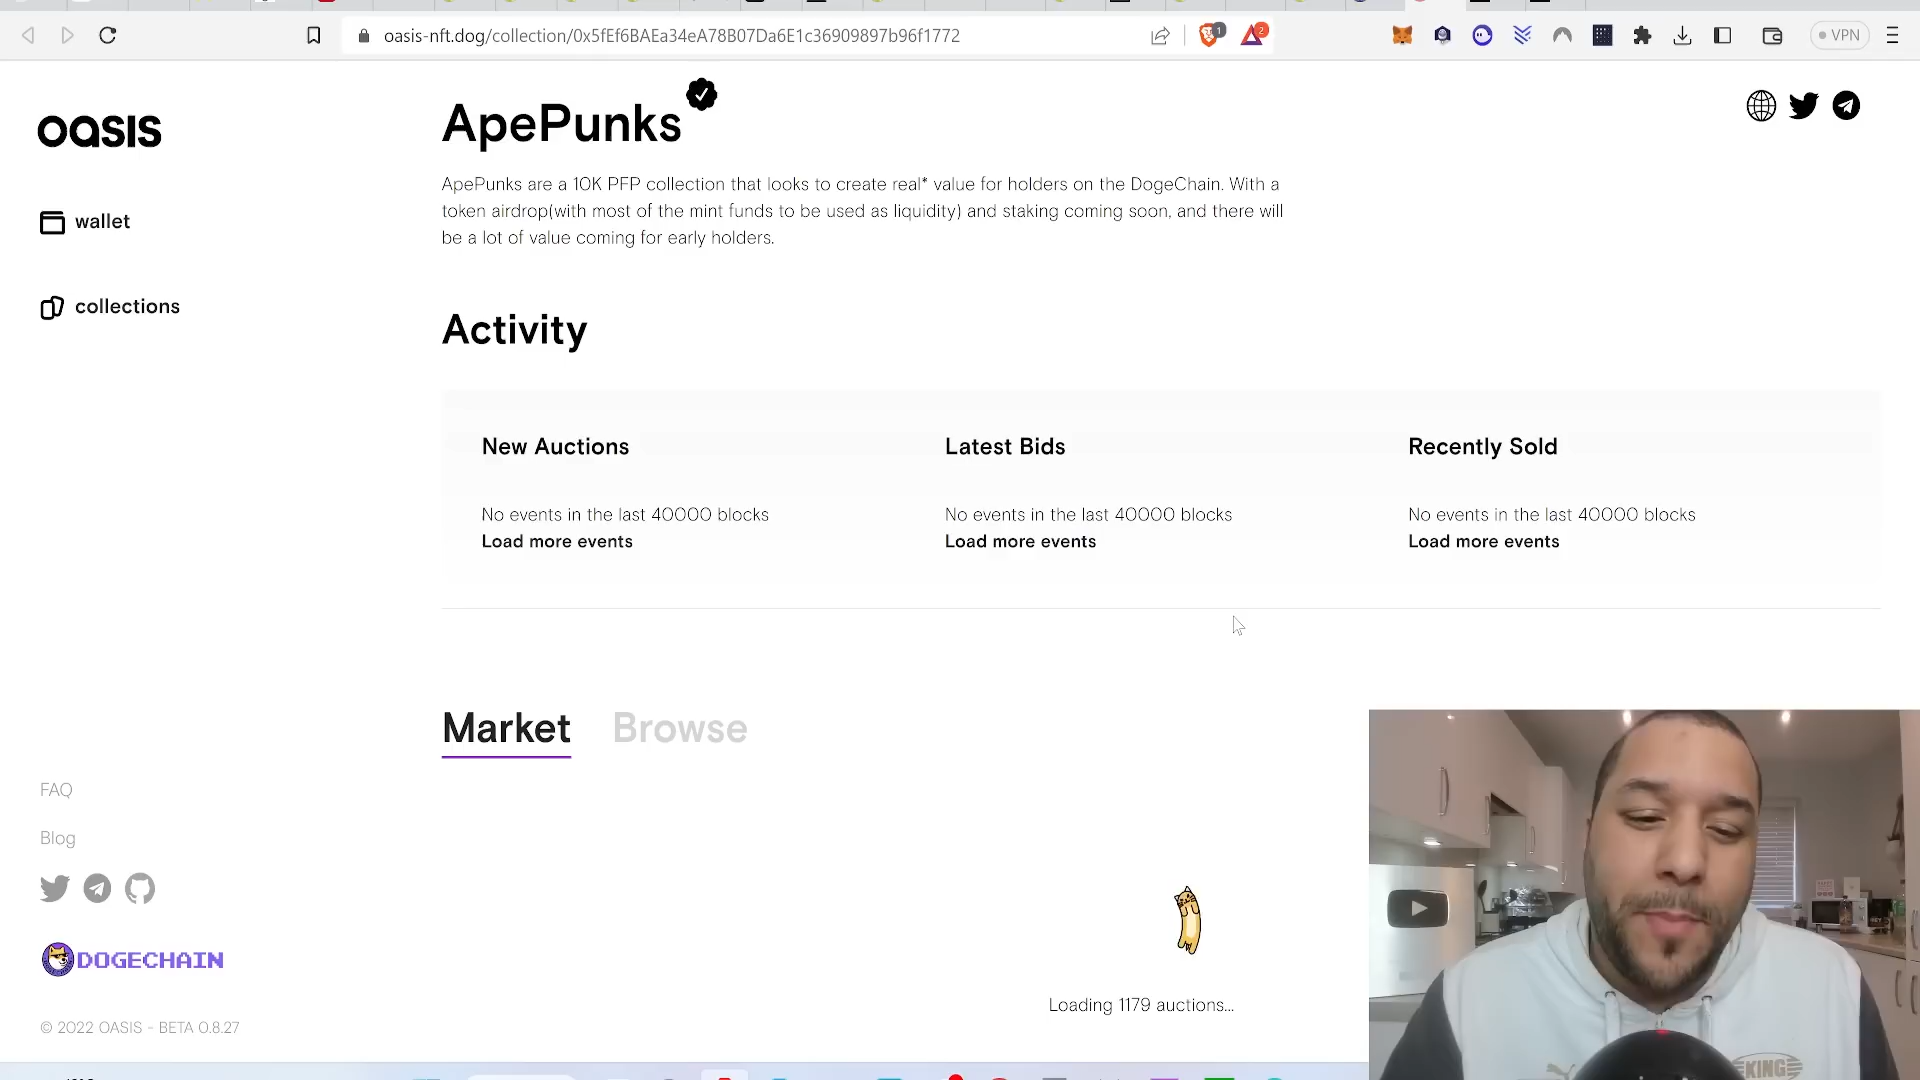 oasis-nft.dog/collection/0x5fEf6BAEa34eA78B07Da6E1c36909897b96f1772
1
2
VPN
oasis
wallet
collections
ApePunks
ApePunks are a 10K PFP collection that looks to create real* value for holders on the DogeChain. With a
token airdrop(with most of the mint funds to be used as liquidity) and staking coming soon, and there will
be a lot of value coming for early holders.
Activity
New Auctions
Latest Bids
Recently Sold
No events in the last 40000 blocks
No events in the last 40000 blocks
No events in the last 40000 blocks
Load more events
Load more events
Load more events
Market
Browse
Loading 1179 auctions...
FAQ
Blog
DOGECHAIN
© 2022 OASIS - BETA 0.8.27
KING